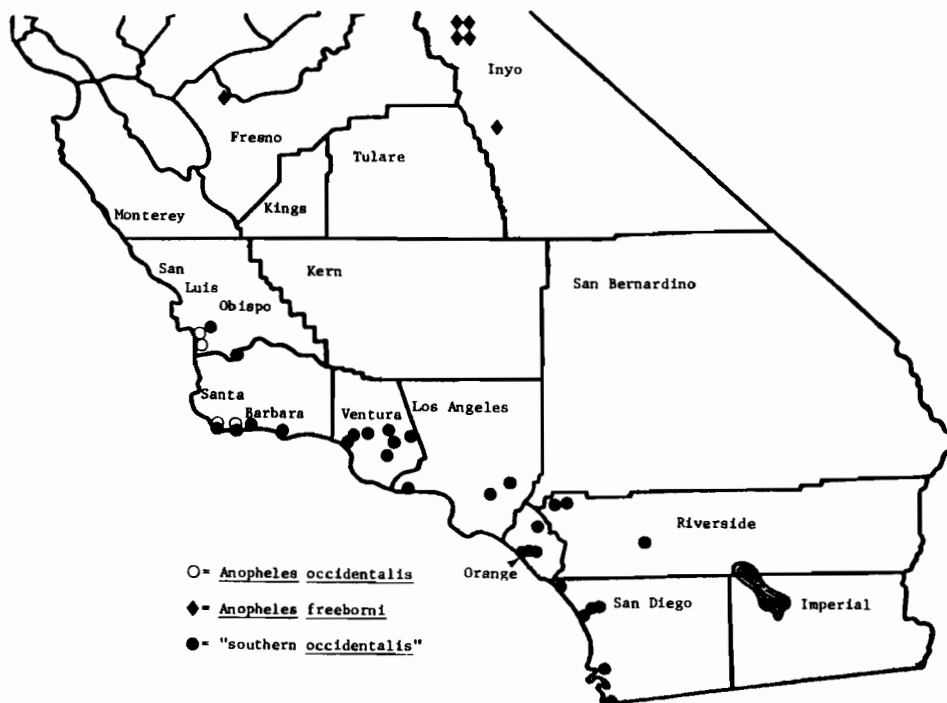 Inyo
Fresno
Tulare
Kings
Monterey
San
Luis
Obispo
Kern
San Bernardino
Santa
Barbara
Ventura
Los Angeles
Riverside
Orange
San Diego
Imperial
= Anopheles occidentalis
= Anopheles freeborni
= "southern occidentalis"